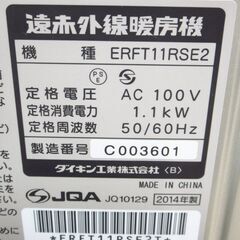 遠赤外線暖房機
機種 ERFT11RSE2
PS E
定格電圧 AC 100V
定格消費電力 1.1kW
定格周波数 50/60Hz
製造番号 C003601
ダイキン工業株式会社 〈B〉
MADE IN CHINA
JQA JQ10129 2014年製
*ERFT11RSE2T*